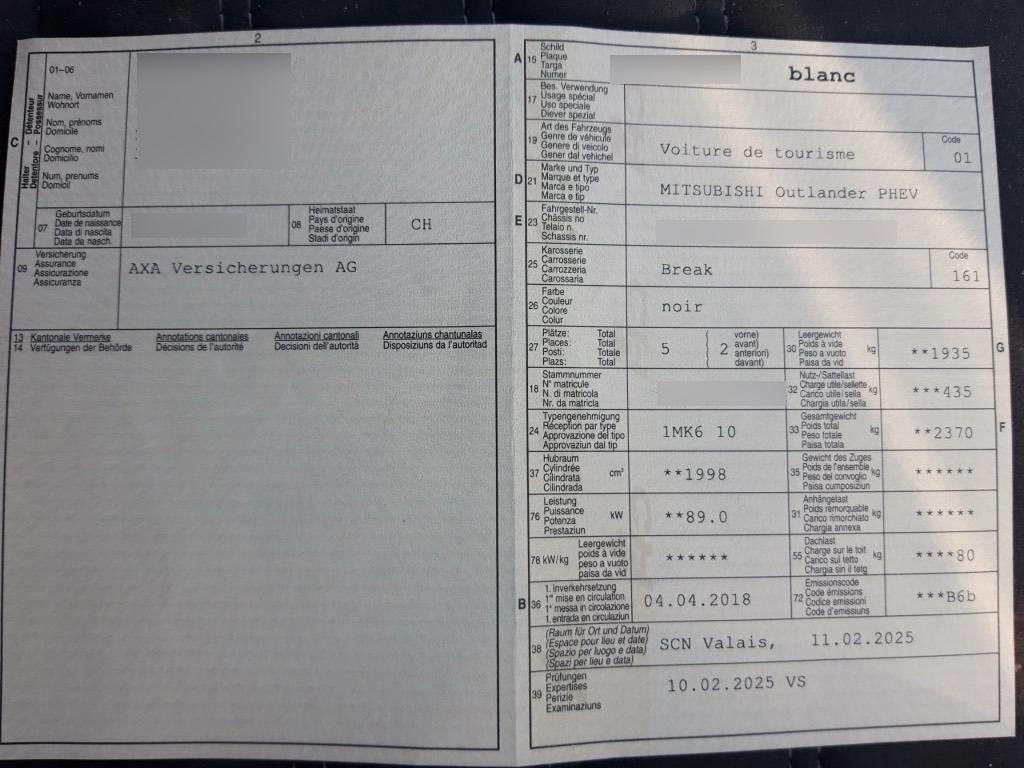 2
01-06
Halter – Détenteur
Detentore – Possessur
C
Name, Vornamen
Wohnort
Nom, prénoms
Domicile
Cognome, nomi
Domicilio
Num, prenums
Domicil
07
Geburtsdatum
Date de naissance
Data di nascita
Data da nasch.
08
Heimatstaat
Pays d'origine
Paese d'origine
Stadi d'origin
CH
09
Versicherung
Assurance
Assicurazione
Assicuranza
AXA Versicherungen AG
13 Kantonale Vermerke Annotations cantonales Annotazioni cantonali Annotaziuns chantunalas
14 Verfügungen der Behörde Décisions de l'autorité Decisioni dell'autorità Disposiziuns da l'autoritad
3
A 15
Schild
Plaque
Targa
Numer
blanc
17
Bes. Verwendung
Usage spécial
Uso speciale
Diever spezial
19
Art des Fahrzeugs
Genre de véhicule
Genere di veicolo
Gener dal vehichel
Voiture de tourisme
Code
01
D 21
Marke und Typ
Marque et type
Marca e tipo
Marca e tip
MITSUBISHI Outlander PHEV
E 23
Fahrgestell-Nr.
Châssis no
Telaio n.
Schassis nr.
25
Karosserie
Carrosserie
Carrozzeria
Carossaria
Break
Code
161
26
Farbe
Couleur
Colore
Colur
noir
27
Plätze: Total
Places: Total
Posti: Totale
Plazs: Total
5
( 2
vorne)
avant)
anteriori)
davant)
30
Leergewicht
Poids à vide
Peso a vuoto
Paisa da vid
kg
**1935
G
18
Stammnummer
N° matricule
N. di matricola
Nr. da matricla
32
Nutz-/Sattellast
Charge utile/sellette
Carico utile/sella
Chargia utila/sella
kg
***435
24
Typengenehmigung
Réception par type
Approvazione del tipo
Approvaziun dal tip
1MK6 10
33
Gesamtgewicht
Poids total
Peso totale
Paisa totala
kg
**2370
F
37
Hubraum
Cylindrée
Cilindrata
Cilindrada
cm³
**1998
35
Gewicht des Zuges
Poids de l'ensemble
Peso del convoglio
Paisa cumposiziun
kg
******
76
Leistung
Puissance
Potenza
Prestaziun
kW
**89.0
31
Anhängelast
Poids remorquable
Carico rimorchiato
Chargia annexa
kg
******
78 kW/kg
Leergewicht
poids à vide
peso a vuoto
paisa da vid
******
55
Dachlast
Charge sur le toit
Carico sul tetto
Chargia sin il tetg
kg
****80
B 36
1. Inverkehrsetzung
1re mise en circulation
1a messa in circolazione
1. entrada en circulaziun
04.04.2018
72
Emissionscode
Code émissions
Codice emissioni
Code d'emissiuns
***B6b
38
(Raum für Ort und Datum)
(Espace pour lieu et date)
(Spazio per luogo e data)
(Spazi per lieu e data)
SCN Valais, 11.02.2025
39
Prüfungen
Expertises
Perizie
Examinaziuns
10.02.2025 VS